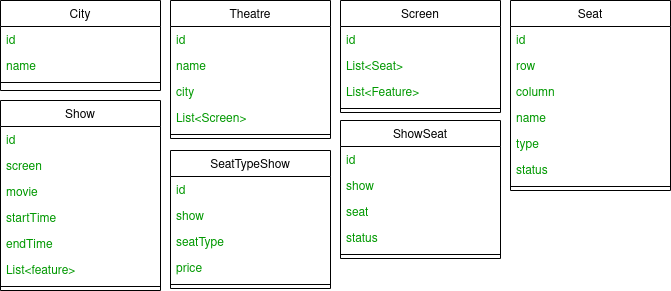 City
id
name
Theatre
id
name
city
List<Screen>
Screen
id
List<Seat>
List<Feature>
Seat
id
row
column
name
type
status
Show
id
screen
movie
startTime
endTime
List<feature>
SeatTypeShow
id
show
seatType
price
ShowSeat
id
show
seat
status